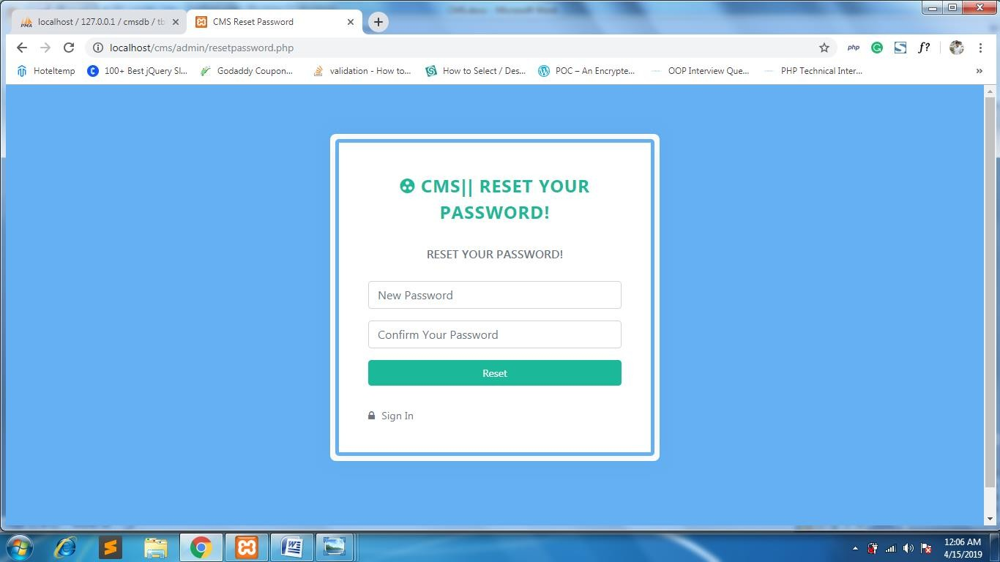 localhost / 127.0.0.1 / cmsdb / tb
CMS Reset Password
localhost/cms/admin/resetpassword.php
php
f?
Hoteltemp
100+ Best jQuery Sl...
Godaddy Coupon...
validation - How to...
How to Select / Des...
POC – An Encrypte...
OOP Interview Que...
PHP Technical Inter...
»
CMS|| RESET YOUR
PASSWORD!
RESET YOUR PASSWORD!
New Password
Confirm Your Password
Reset
Sign In
12:06 AM
4/15/2019